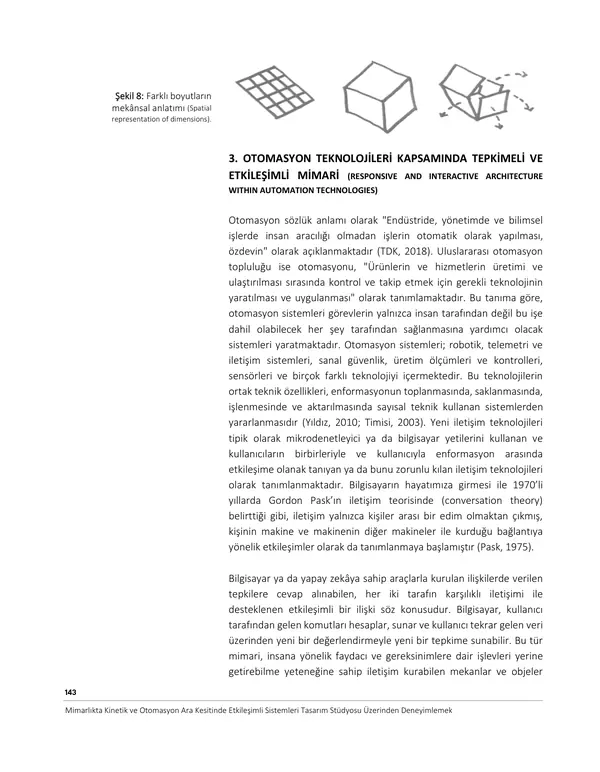 Şekil 8: Farklı boyutların
mekânsal anlatımı (Spatial
representation of dimensions).
3. OTOMASYON TEKNOLOJİLERİ KAPSAMINDA TEPKİMELİ VE
ETKİLEŞİMLİ MİMARİ (RESPONSIVE AND INTERACTIVE ARCHITECTURE
WITHIN AUTOMATION TECHNOLOGIES)
Otomasyon sözlük anlamı olarak "Endüstride, yönetimde ve bilimsel
işlerde insan aracılığı olmadan işlerin otomatik olarak yapılması,
özdevin" olarak açıklanmaktadır (TDK, 2018). Uluslararası otomasyon
topluluğu ise otomasyonu, "Ürünlerin ve hizmetlerin üretimi ve
ulaştırılması sırasında kontrol ve takip etmek için gerekli teknolojinin
yaratılması ve uygulanması" olarak tanımlamaktadır. Bu tanıma göre,
otomasyon sistemleri görevlerin yalnızca insan tarafından değil bu işe
dahil olabilecek her şey tarafından sağlanmasına yardımcı olacak
sistemleri yaratmaktadır. Otomasyon sistemleri; robotik, telemetri ve
iletişim sistemleri, sanal güvenlik, üretim ölçümleri ve kontrolleri,
sensörleri ve birçok farklı teknolojiyi içermektedir. Bu teknolojilerin
ortak teknik özellikleri, enformasyonun toplanmasında, saklanmasında,
işlenmesinde ve aktarılmasında sayısal teknik kullanan sistemlerden
yararlanmasıdır (Yıldız, 2010; Timisi, 2003). Yeni iletişim teknolojileri
tipik olarak mikrodenetleyici ya da bilgisayar yetilerini kullanan ve
kullanıcıların birbirleriyle ve kullanıcıyla enformasyon arasında
etkileşime olanak tanıyan ya da bunu zorunlu kılan iletişim teknolojileri
olarak tanımlanmaktadır. Bilgisayarın hayatımıza girmesi ile 1970’li
yıllarda Gordon Pask’ın iletişim teorisinde (conversation theory)
belirttiği gibi, iletişim yalnızca kişiler arası bir edim olmaktan çıkmış,
kişinin makine ve makinenin diğer makineler ile kurduğu bağlantıya
yönelik etkileşimler olarak da tanımlanmaya başlamıştır (Pask, 1975).
Bilgisayar ya da yapay zekâya sahip araçlarla kurulan ilişkilerde verilen
tepkilere cevap alınabilen, her iki tarafın karşılıklı iletişimi ile
desteklenen etkileşimli bir ilişki söz konusudur. Bilgisayar, kullanıcı
tarafından gelen komutları hesaplar, sunar ve kullanıcı tekrar gelen veri
üzerinden yeni bir değerlendirmeyle yeni bir tepkime sunabilir. Bu tür
mimari, insana yönelik faydacı ve gereksinimlere dair işlevleri yerine
getirebilme yeteneğine sahip iletişim kurabilen mekanlar ve objeler
143
Mimarlıkta Kinetik ve Otomasyon Ara Kesitinde Etkileşimli Sistemleri Tasarım Stüdyosu Üzerinden Deneyimlemek